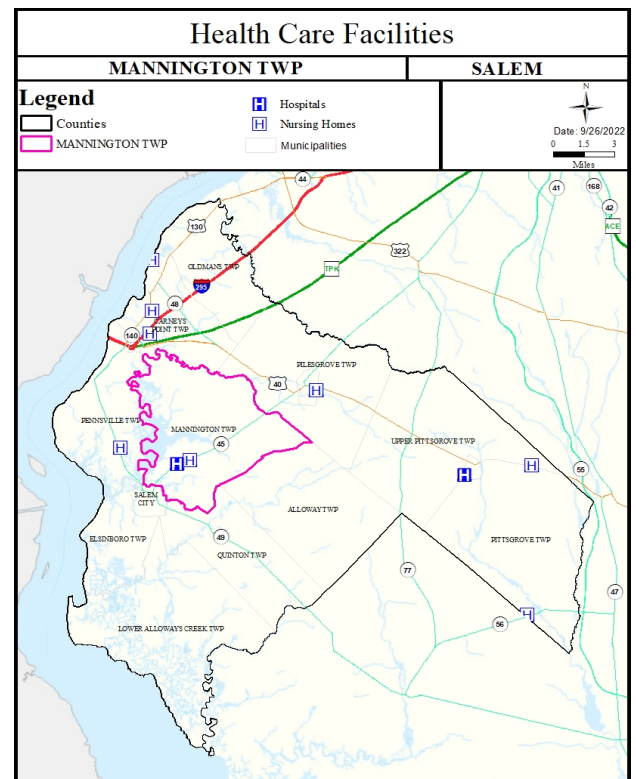 Health Care Facilities
MANNINGTON TWP
SALEM
Legend
Counties
MANNINGTON TWP
H Hospitals
H Nursing Homes
Municipalities
N
Date: 9/26/2022
0 1.5 3
Miles
44
41
168
42
ACE
130
322
OLDMANS TWP
TPK
295
48
H
H
CARNEYS
POINT TWP
H
140
PILESGROVE TWP
40
H
PENNSVILLE TWP
MANNINGTON TWP
45
UPPER PITTSGROVE TWP
H
H
H
H
H
55
SALEM
CITY
ALLOWAY TWP
ELSINBORO TWP
49
QUINTON TWP
PITTSGROVE TWP
77
47
H
56
LOWER ALLOWAYS CREEK TWP